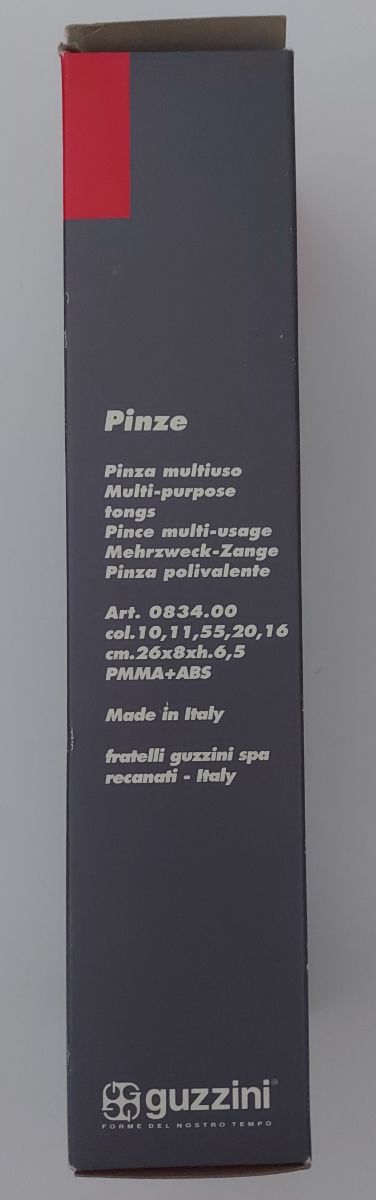 Pinze
Pinza multiuso
Multi-purpose
tongs
Pince multi-usage
Mehrzweck-Zange
Pinza polivalente
Art. 0834.00
col.10,11,55,20,16
cm.26x8xh.6,5
PMMA+ABS
Made in Italy
fratelli guzzini spa
recanati - Italy
guzzini®
FORME DEL NOSTRO TEMPO